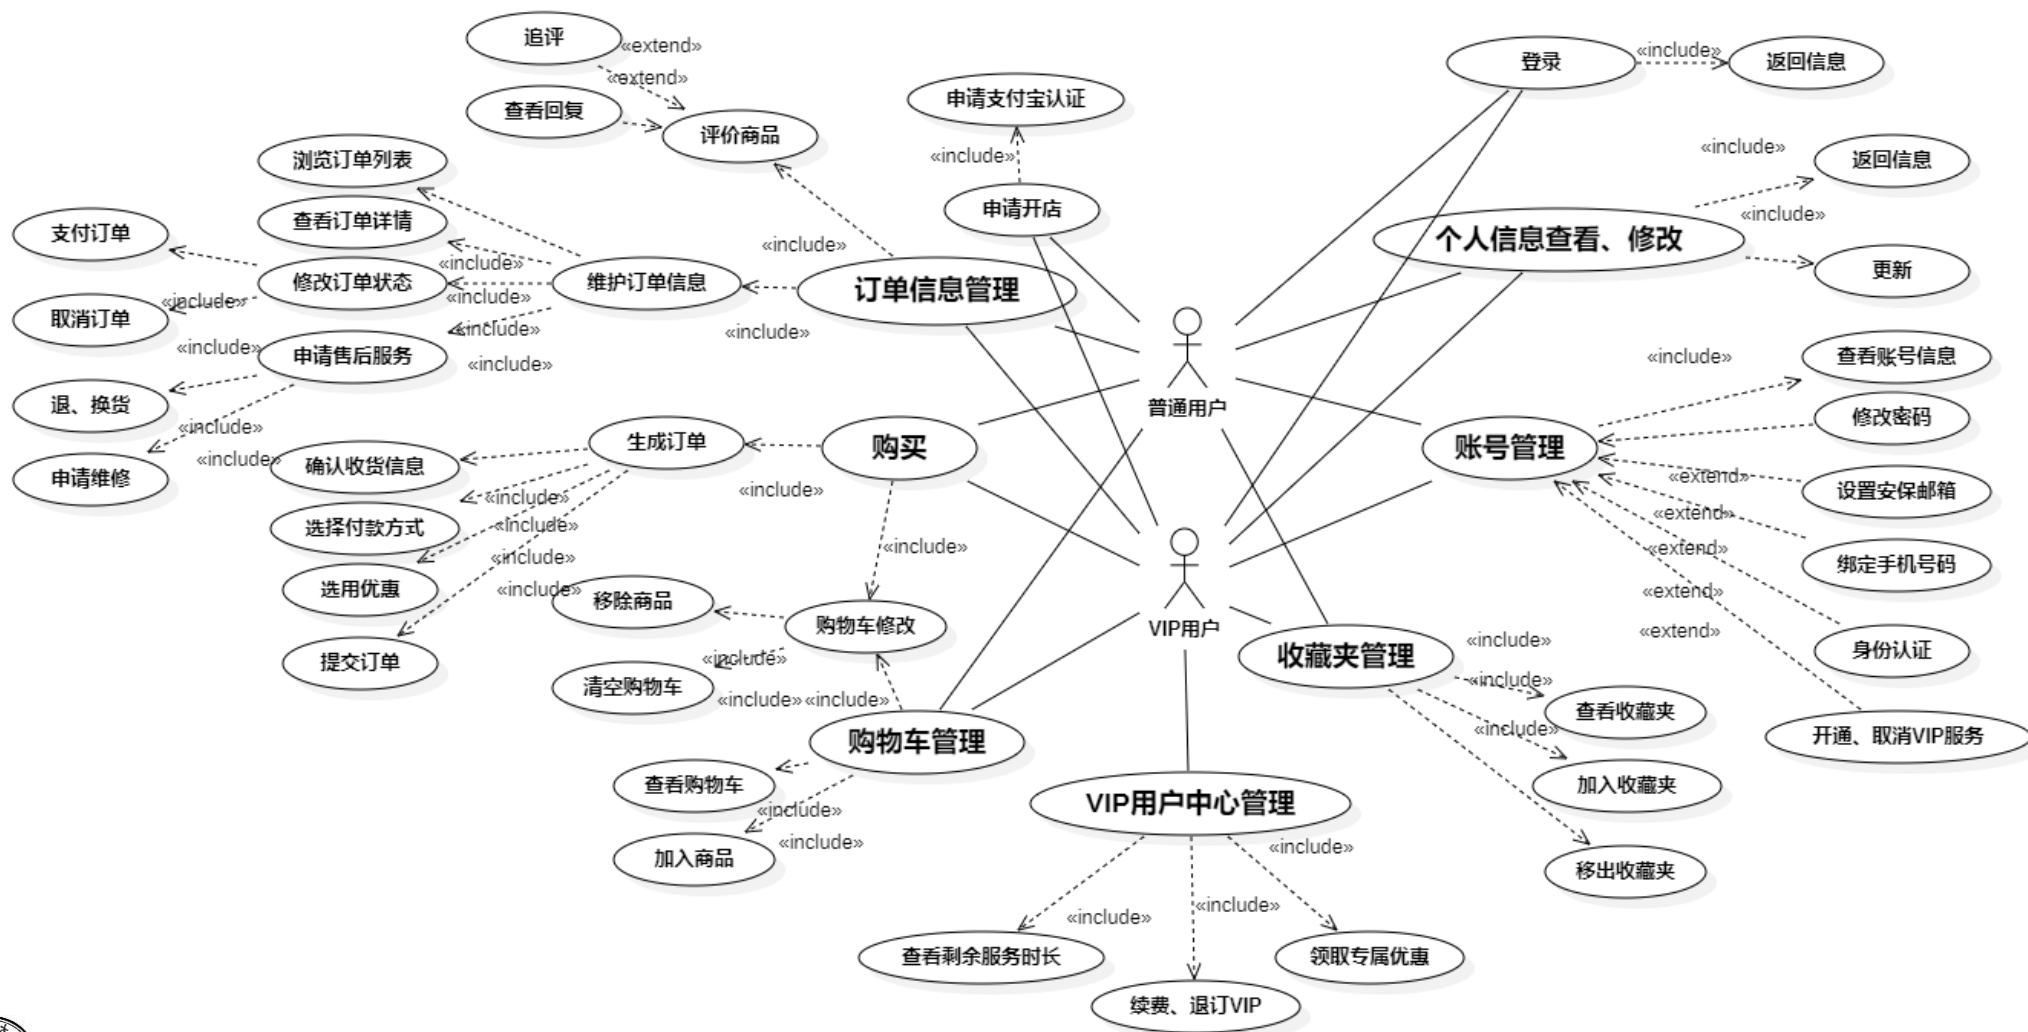 追评
«extend»
«extend»
查看回复
评价商品
申请支付宝认证
«include»
申请开店
登录
«include»
返回信息
«include»
返回信息
«include»
个人信息查看、修改
更新
浏览订单列表
查看订单详情
支付订单
«include»
修改订单状态
«include»
维护订单信息
«include»
订单信息管理
«include»
取消订单
«include»
«include»
«include»
申请售后服务
«include»
退、换货
«include»
«include»
申请维修
普通用户
«include»
查看账号信息
修改密码
账号管理
«extend»
设置安保邮箱
«extend»
«extend»
绑定手机号码
«extend»
«extend»
身份认证
开通、取消VIP服务
购买
生成订单
«include»
确认收货信息
«include»
选择付款方式
«include»
«include»
选用优惠
«include»
提交订单
«include»
移除商品
购物车修改
«include»
清空购物车
«include»
«include»
购物车管理
查看购物车
«include»
加入商品
«include»
VIP用户
收藏夹管理
«include»
«include»
查看收藏夹
«include»
加入收藏夹
移出收藏夹
VIP用户中心管理
«include»
«include»
«include»
查看剩余服务时长
领取专属优惠
续费、退订VIP